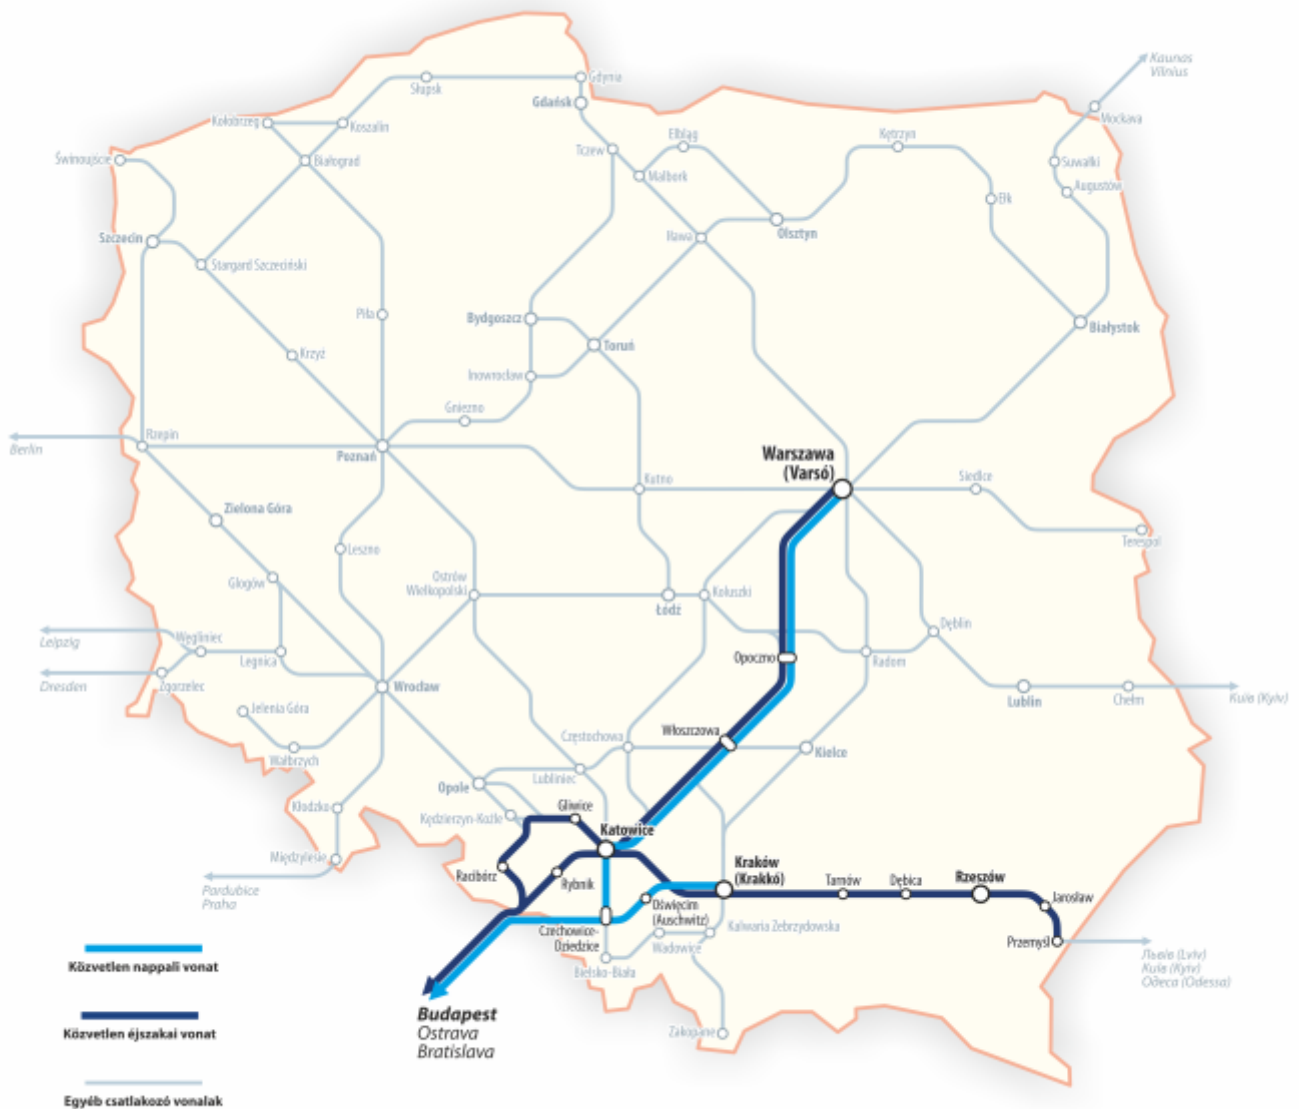 Kaunas
Vilnius
Gdynia
Słupsk
Gdańsk
Mockava
Kołobrzeg
Koszalin
Elbląg
Kętrzyn
Świnoujście
Białograd
Tczew
Malbork
Suwałki
Augustów
Ełk
Szczecin
Iława
Olsztyn
Stargard Szczeciński
Piła
Bydgoszcz
Białystok
Krzyż
Toruń
Inowrocław
Gniezno
Rzepin
Berlin
Poznań
Warszawa
(Varsó)
Kutno
Siedlce
Zielona Góra
Terespol
Leszno
Głogów
Ostrów
Wielkopolski
Koluszki
Łódź
Dęblin
Leipzig
Węgliniec
Legnica
Opoczno
Radom
Dresden
Zgorzelec
Wrocław
Lublin
Chełm
Київ (Kyiv)
Jelenia Góra
Częstochowa
Włoszczowa
Kielce
Wałbrzych
Lubliniec
Opole
Kłodzko
Gliwice
Kędzierzyn-Koźle
Katowice
Międzylesie
Kraków
(Krakkó)
Racibórz
Rybnik
Tarnów
Dębica
Rzeszów
Pardubice
Praha
Jarosław
Oświęcim
(Auschwitz)
Czechowice-
Dziedzice
Kalwaria Zebrzydowska
Wadowice
Przemyśl
Bielsko-Biała
Львів (Lviv)
Київ (Kyiv)
Одеса (Odessa)
Közvetlen nappali vonat
Budapest
Ostrava
Bratislava
Zakopane
Közvetlen éjszakai vonat
Egyéb csatlakozó vonalak